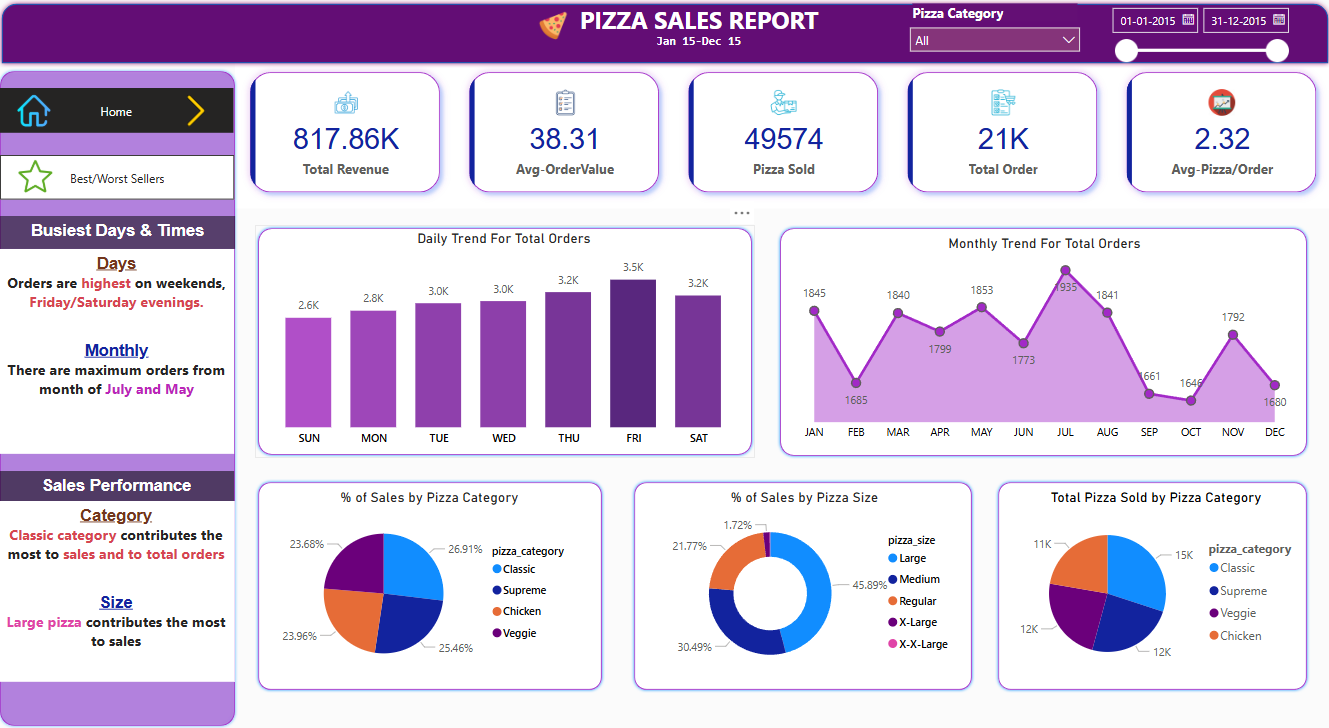 PIZZA SALES REPORT
Jan 15-Dec 15
Pizza Category
All
01-01-2015
31-12-2015
Home
Best/Worst Sellers
Busiest Days & Times
Days
Orders are highest on weekends,
Friday/Saturday evenings.
Monthly
There are maximum orders from
month of July and May
Sales Performance
Category
Classic category contributes the
most to sales and to total orders
Size
Large pizza contributes the most
to sales
817.86K
Total Revenue
38.31
Avg-OrderValue
49574
Pizza Sold
21K
Total Order
2.32
Avg-Pizza/Order
Daily Trend For Total Orders
2.6K
2.8K
3.0K
3.0K
3.2K
3.5K
3.2K
SUN
MON
TUE
WED
THU
FRI
SAT
Monthly Trend For Total Orders
1845
1685
1840
1799
1853
1773
1935
1841
1661
1646
1792
1680
JAN
FEB
MAR
APR
MAY
JUN
JUL
AUG
SEP
OCT
NOV
DEC
% of Sales by Pizza Category
23.68%
26.91%
23.96%
25.46%
pizza_category
Classic
Supreme
Chicken
Veggie
% of Sales by Pizza Size
1.72%
21.77%
45.89%
30.49%
pizza_size
Large
Medium
Regular
X-Large
X-X-Large
Total Pizza Sold by Pizza Category
11K
15K
12K
12K
pizza_category
Classic
Supreme
Veggie
Chicken